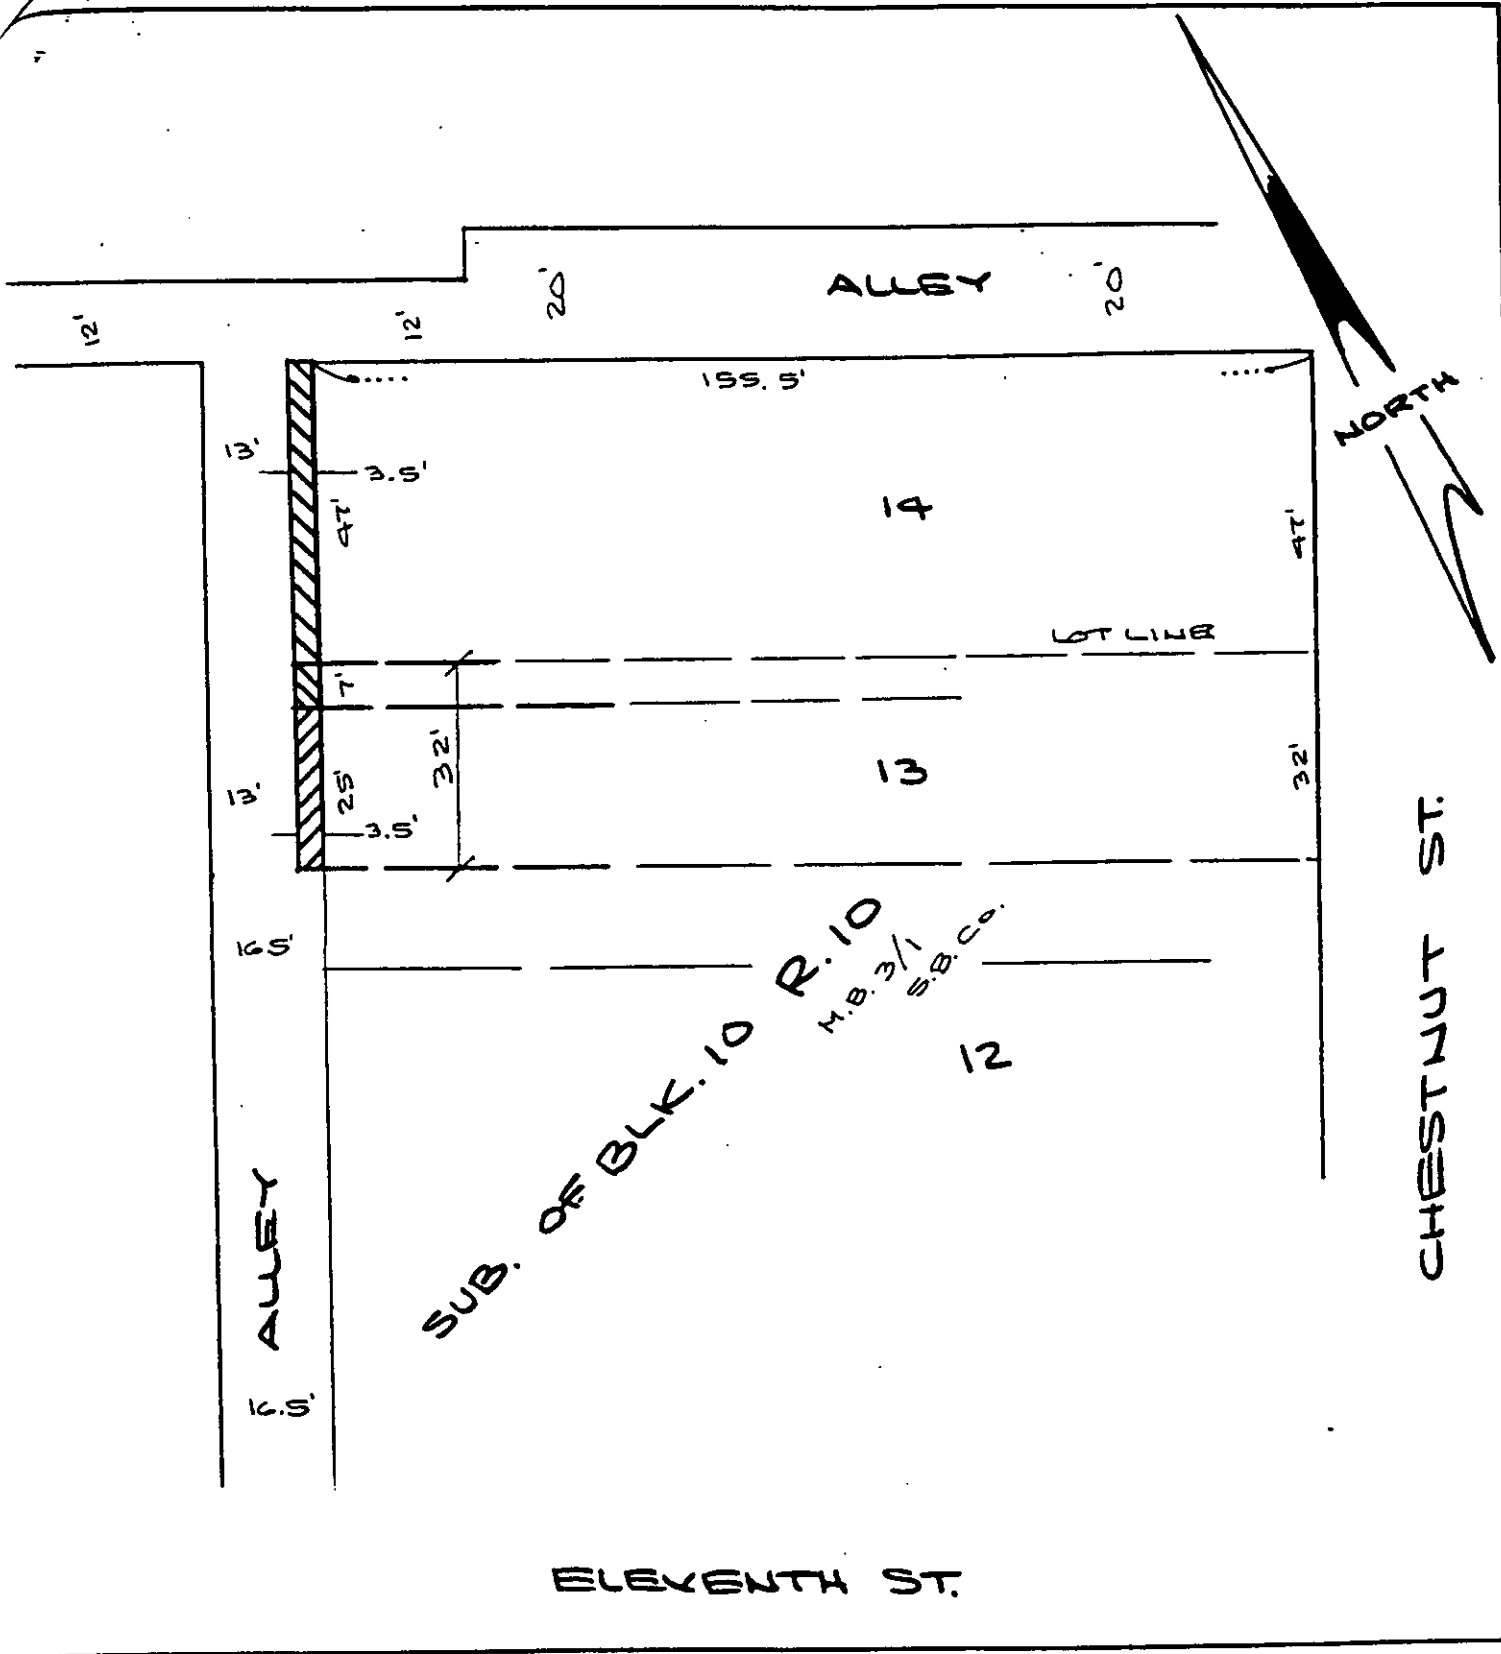 ALLEY
20'
20'
12'
12'
155.5'
NORTH
13'
3.5'
47'
14
47'
LOT LINE
7'
32'
13
32'
13'
25'
3.5'
16.5'
SUB. OF BLK. 10 R. 10
M.B. 3/1
S.B. CO.
12
CHESTNUT ST.
ALLEY
16.5'
ELEVENTH ST.